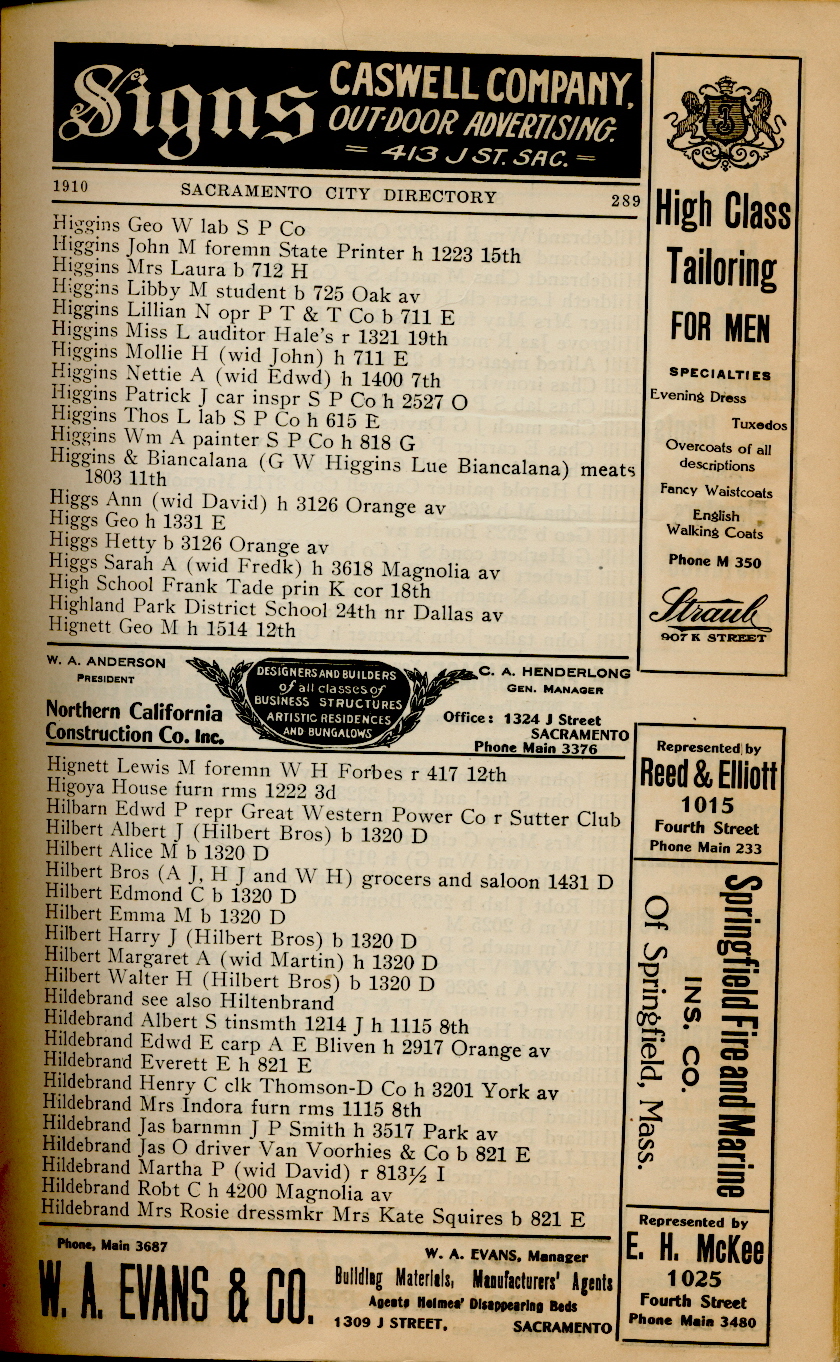 Signs
CASWELL COMPANY,
OUT-DOOR ADVERTISING.
= 413 J ST. SAC. =
1910 SACRAMENTO CITY DIRECTORY 289
Higgins Geo W lab S P Co
Higgins John M foremn State Printer h 1223 15th
Higgins Mrs Laura b 712 H
Higgins Libby M student b 725 Oak av
Higgins Lillian N opr P T & T Co b 711 E
Higgins Miss L auditor Hale's r 1321 19th
Higgins Mollie H (wid John) h 711 E
Higgins Nettie A (wid Edwd) h 1400 7th
Higgins Patrick J car inspr S P Co h 2527 O
Higgins Thos L lab S P Co h 615 E
Higgins Wm A painter S P Co h 818 G
Higgins & Biancalana (G W Higgins Lue Biancalana) meats
1803 11th
Higgs Ann (wid David) h 3126 Orange av
Higgs Geo h 1331 E
Higgs Hetty b 3126 Orange av
Higgs Sarah A (wid Fredk) h 3618 Magnolia av
High School Frank Tade prin K cor 18th
Highland Park District School 24th nr Dallas av
Hignett Geo M h 1514 12th
W. A. ANDERSON
PRESIDENT
Northern California
Construction Co. Inc.
DESIGNERS AND BUILDERS
of all classes of
BUSINESS STRUCTURES
ARTISTIC RESIDENCES
AND BUNGALOWS
C. A. HENDERLONG
GEN. MANAGER
Office: 1324 J Street
SACRAMENTO
Phone Main 3376
Hignett Lewis M foremn W H Forbes r 417 12th
Higoya House furn rms 1222 3d
Hilbarn Edwd P repr Great Western Power Co r Sutter Club
Hilbert Albert J (Hilbert Bros) b 1320 D
Hilbert Alice M b 1320 D
Hilbert Bros (A J, H J and W H) grocers and saloon 1431 D
Hilbert Edmond C b 1320 D
Hilbert Emma M b 1320 D
Hilbert Harry J (Hilbert Bros) b 1320 D
Hilbert Margaret A (wid Martin) h 1320 D
Hilbert Walter H (Hilbert Bros) b 1320 D
Hildebrand see also Hiltenbrand
Hildebrand Albert S tinsmth 1214 J h 1115 8th
Hildebrand Edwd E carp A E Bliven h 2917 Orange av
Hildebrand Everett E h 821 E
Hildebrand Henry C clk Thomson-D Co h 3201 York av
Hildebrand Mrs Indora furn rms 1115 8th
Hildebrand Jas barnmn J P Smith h 3517 Park av
Hildebrand Jas O driver Van Voorhies & Co b 821 E
Hildebrand Martha P (wid David) r 813½ I
Hildebrand Robt C h 4200 Magnolia av
Hildebrand Mrs Rosie dressmkr Mrs Kate Squires b 821 E
Phone, Main 3687
W. A. EVANS & CO.
W. A. EVANS, Manager
Building Materials, Manufacturers' Agents
Agents Holmes' Disappearing Beds
1309 J STREET, SACRAMENTO
High Class
Tailoring
FOR MEN
SPECIALTIES
Evening Dress
Tuxedos
Overcoats of all
descriptions
Fancy Waistcoats
English
Walking Coats
Phone M 350
Straub
907 K STREET
Represented by
Reed & Elliott
1015
Fourth Street
Phone Main 233
Springfield Fire and Marine
INS. CO.
Of Springfield, Mass.
Represented by
E. H. McKee
1025
Fourth Street
Phone Main 3480